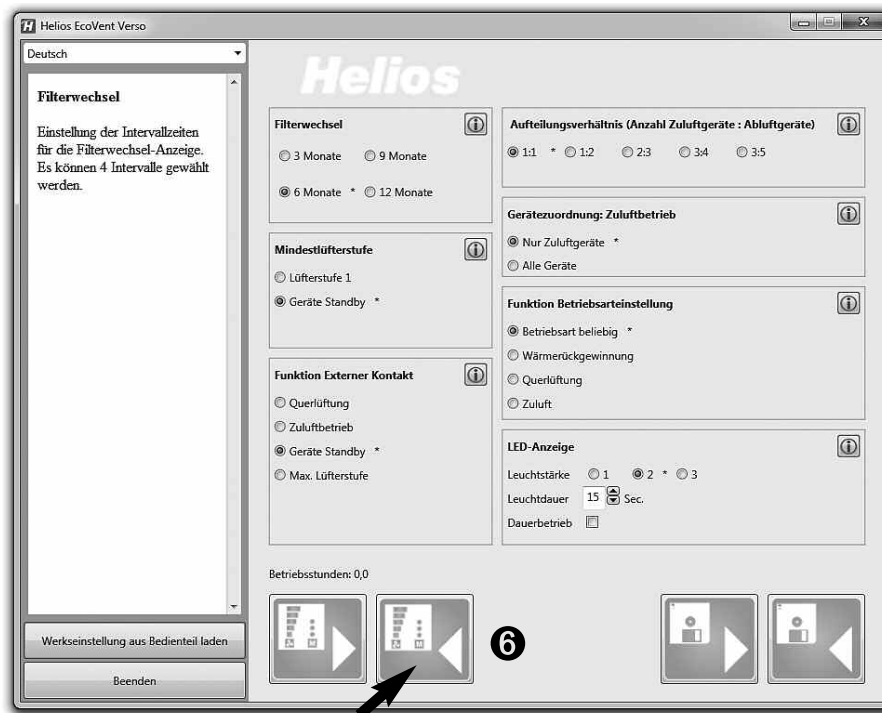 Helios EcoVent Verso
Deutsch
Filterwechsel
Einstellung der Intervallzeiten
für die Filterwechsel-Anzeige.
Es können 4 Intervalle gewählt
werden.
Werkseinstellung aus Bedienteil laden
Beenden
Helios
Filterwechsel
3 Monate 9 Monate
6 Monate * 12 Monate
Mindestlüfterstufe
Lüfterstufe 1
Geräte Standby *
Funktion Externer Kontakt
Querlüftung
Zuluftbetrieb
Geräte Standby *
Max. Lüfterstufe
Aufteilungsverhältnis (Anzahl Zuluftgeräte : Abluftgeräte)
1:1 * 1:2 2:3 3:4 3:5
Gerätezuordnung: Zuluftbetrieb
Nur Zuluftgeräte *
Alle Geräte
Funktion Betriebsarteinstellung
Betriebsart beliebig *
Wärmerückgewinnung
Querlüftung
Zuluft
LED-Anzeige
Leuchtstärke 1 2 * 3
Leuchtdauer 15 Sec.
Dauerbetrieb
Betriebsstunden: 0,0
M
M
❻